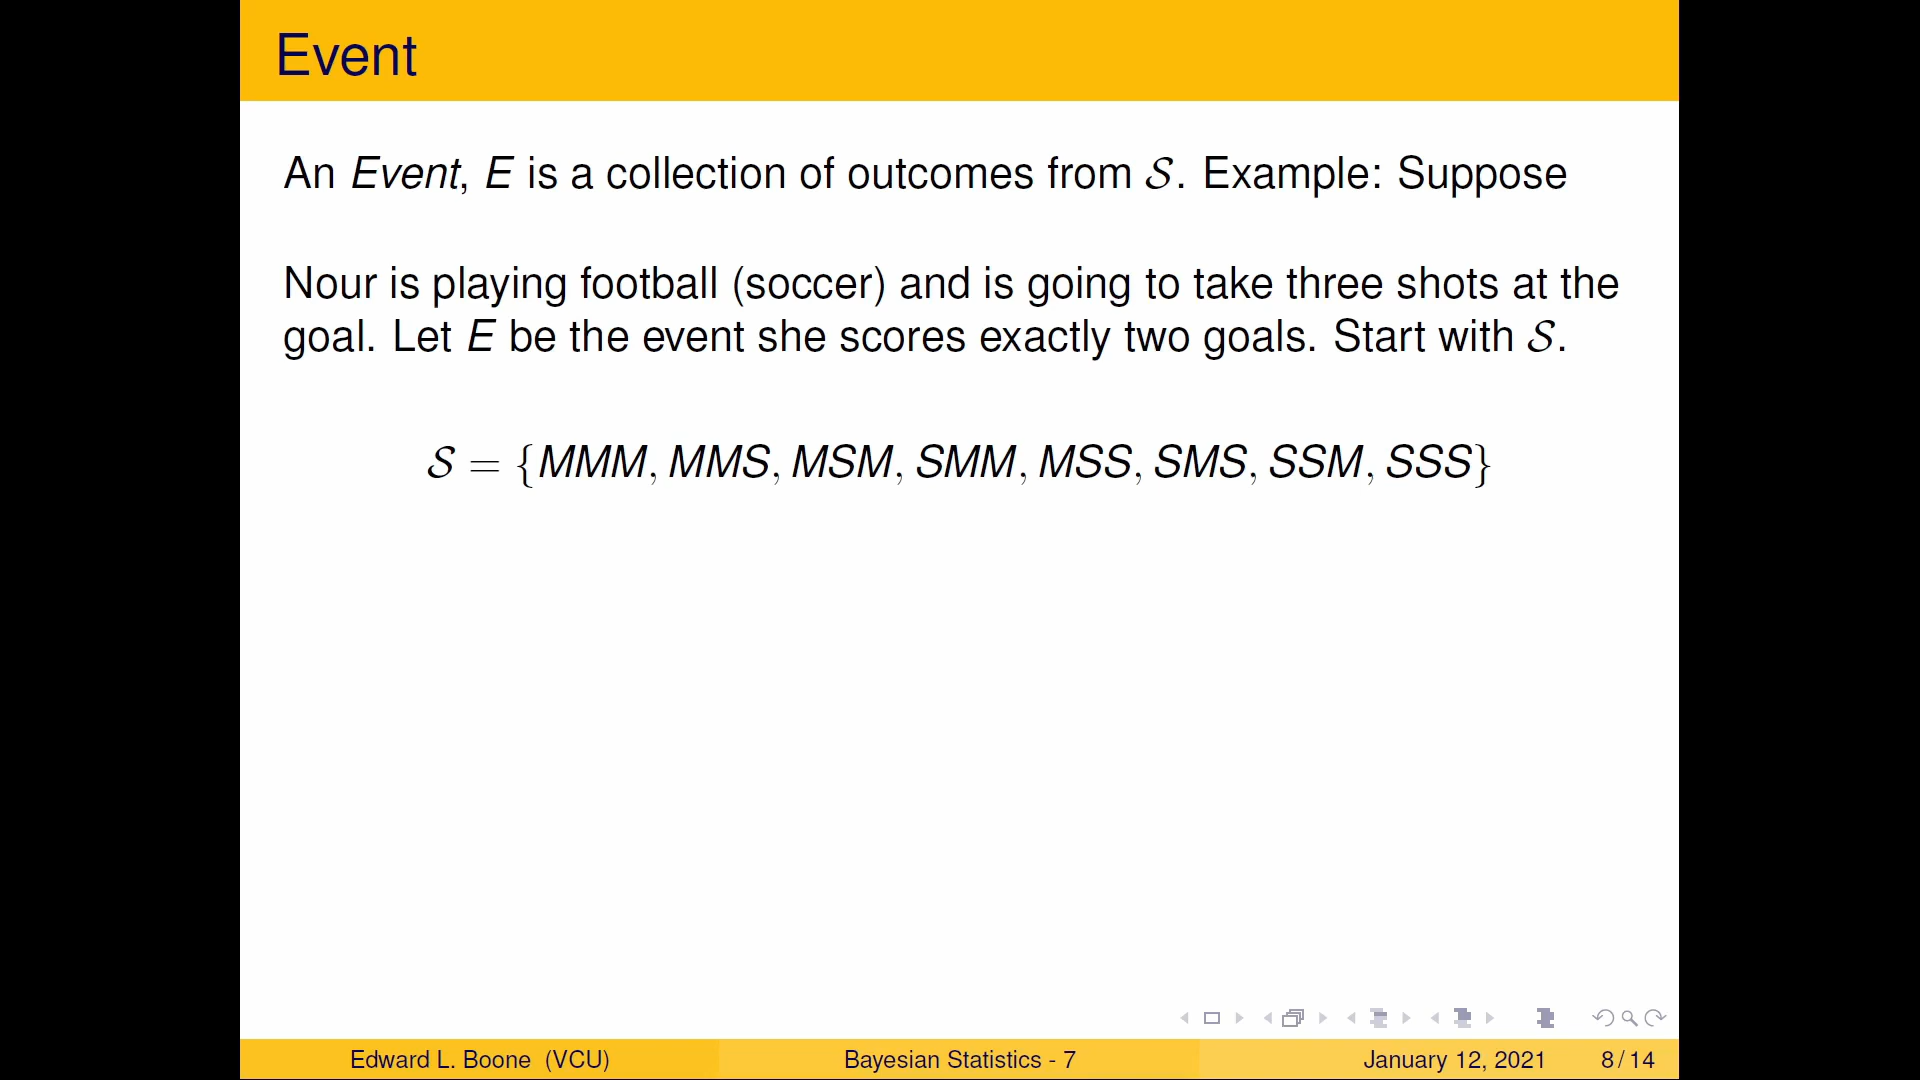 Event
An Event, E is a collection of outcomes from 𝒮. Example: Suppose
Nour is playing football (soccer) and is going to take three shots at the
goal. Let E be the event she scores exactly two goals. Start with 𝒮.
𝒮 = {MMM, MMS, MSM, SMM, MSS, SMS, SSM, SSS}
Edward L. Boone (VCU) Bayesian Statistics - 7 January 12, 2021 8 / 14